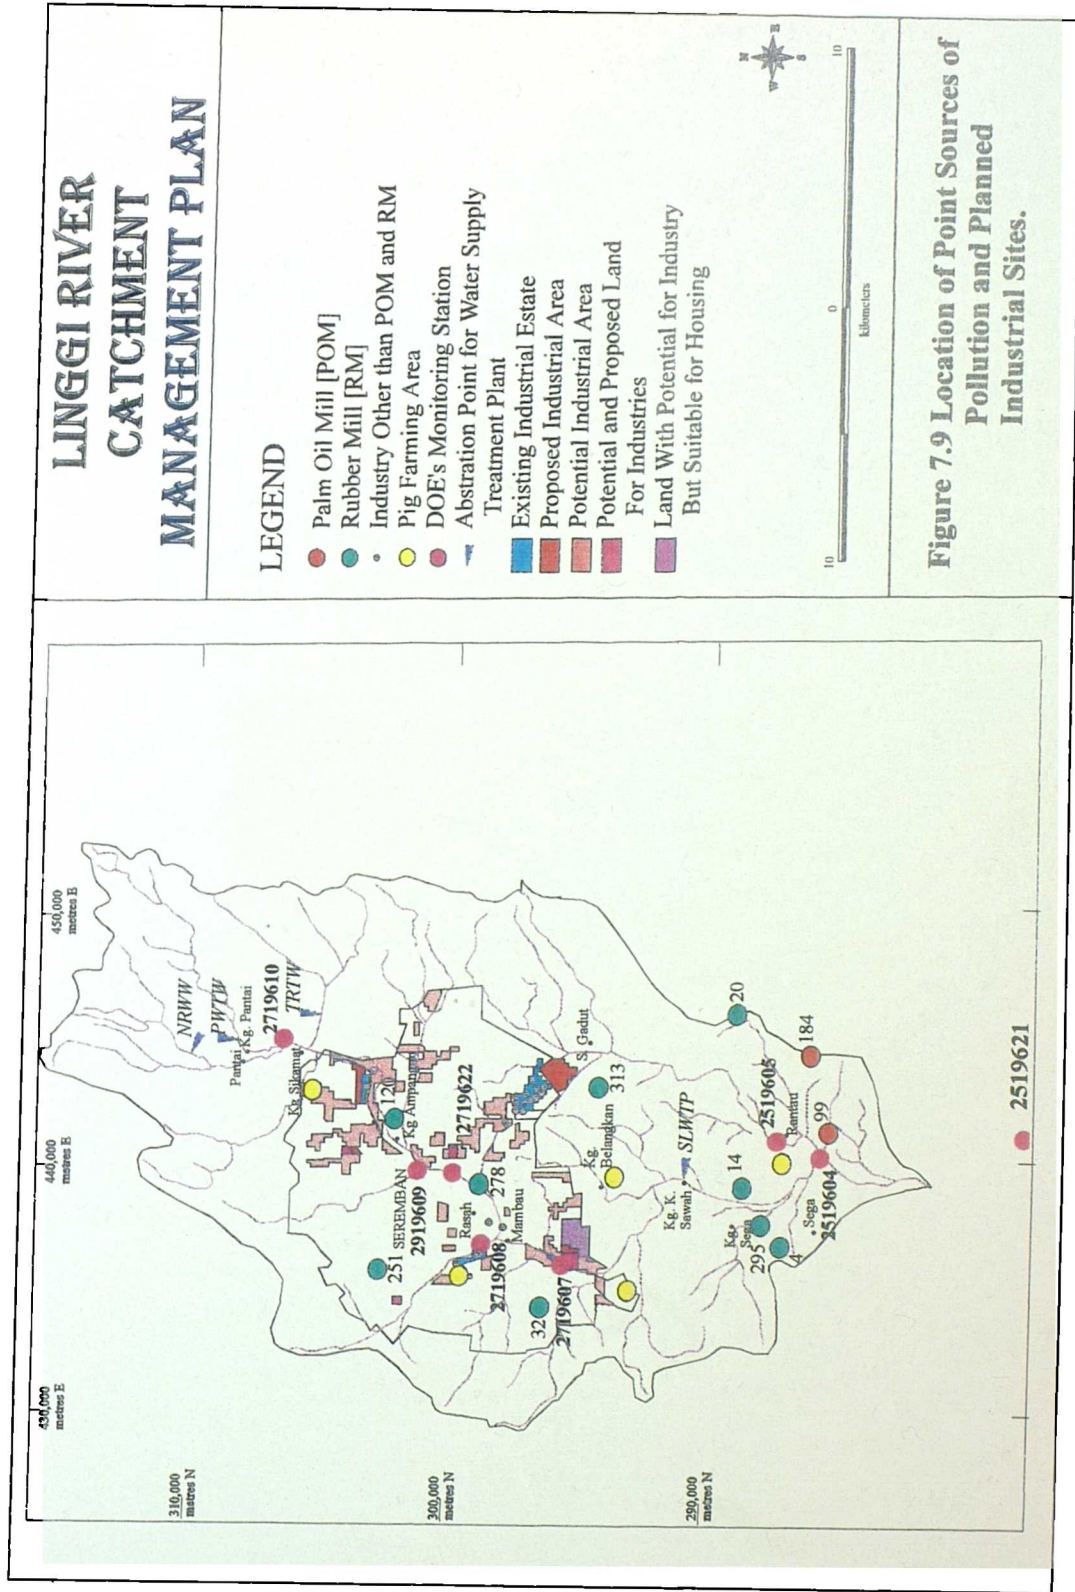 LINGGI RIVER
CATCHMENT
MANAGEMENT PLAN
LEGEND
Palm Oil Mill [POM]
Rubber Mill [RM]
Industry Other than POM and RM
Pig Farming Area
DOE's Monitoring Station
Abstration Point for Water Supply
Treatment Plant
Existing Industrial Estate
Proposed Industrial Area
Potential Industrial Area
Potential and Proposed Land
For Industries
Land With Potential for Industry
But Suitable for Housing
N
E
S
W
10
0
10
kilometers
Figure 7.9 Location of Point Sources of
Pollution and Planned
Industrial Sites.
430,000
metres E
440,000
metres E
450,000
metres E
310,000
metres N
300,000
metres N
290,000
metres N
NRWW
PWTW
Pantai
Kg. Pantai
2719610
TRTW
Kg Sikamat
120
Kg Ampangan
251
SEREMBAN
2919609
2719622
Rasah
278
Mambau
2719608
32
2719607
S. Gadut
313
Kg.
Belangkan
Kg. K.
Sawah
SLWTP
20
14
2519605
Rantau
184
99
Kg.
Sega
295
4
Sega
2519604
2519621